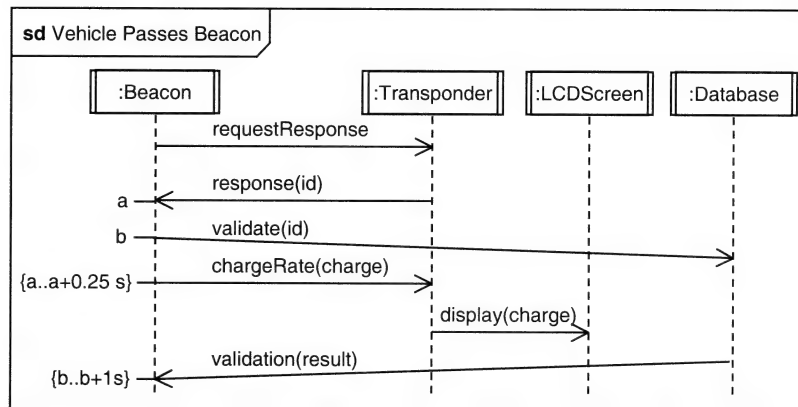 sd Vehicle Passes Beacon
:Beacon
:Transponder
:LCDScreen
:Database
requestResponse
response(id)
a
validate(id)
b
chargeRate(charge)
{a..a+0.25 s}
display(charge)
validation(result)
{b..b+1s}